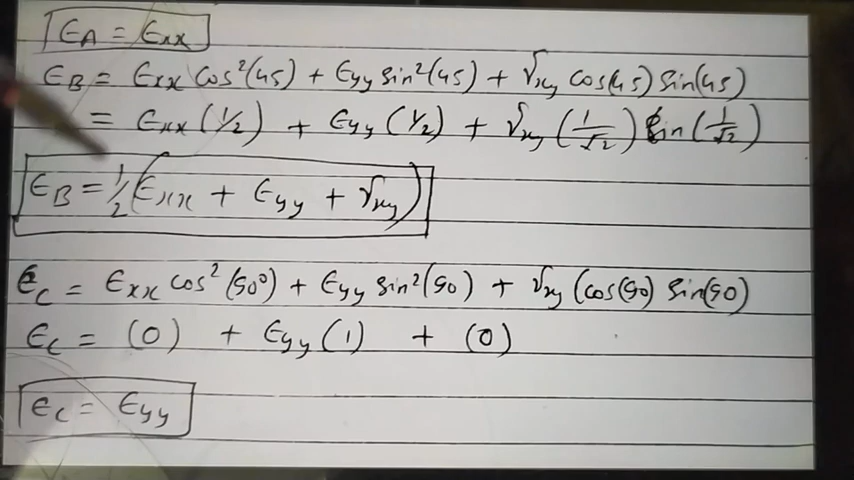 ϵA = ϵxx
ϵB = ϵxx cos²(45) + ϵyy sin²(45) + γxy cos(45) sin(45)
= ϵxx (1/2) + ϵyy (1/2) + γxy (1/√2) sin (1/√2)
ϵB = 1/2 (ϵxx + ϵyy + γxy)
ϵc = ϵxx cos²(90°) + ϵyy sin²(90) + γxy (cos(90) sin(90)
ϵc = (0) + ϵyy (1) + (0)
ϵc = ϵyy